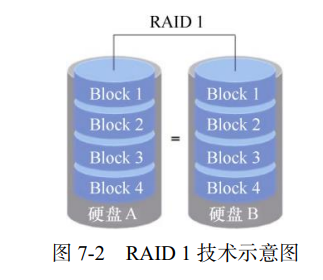 RAID 1
Block 1 Block 1
Block 2 Block 2
=
Block 3 Block 3
Block 4 Block 4
硬盘 A 硬盘 B
图 7-2 RAID 1 技术示意图